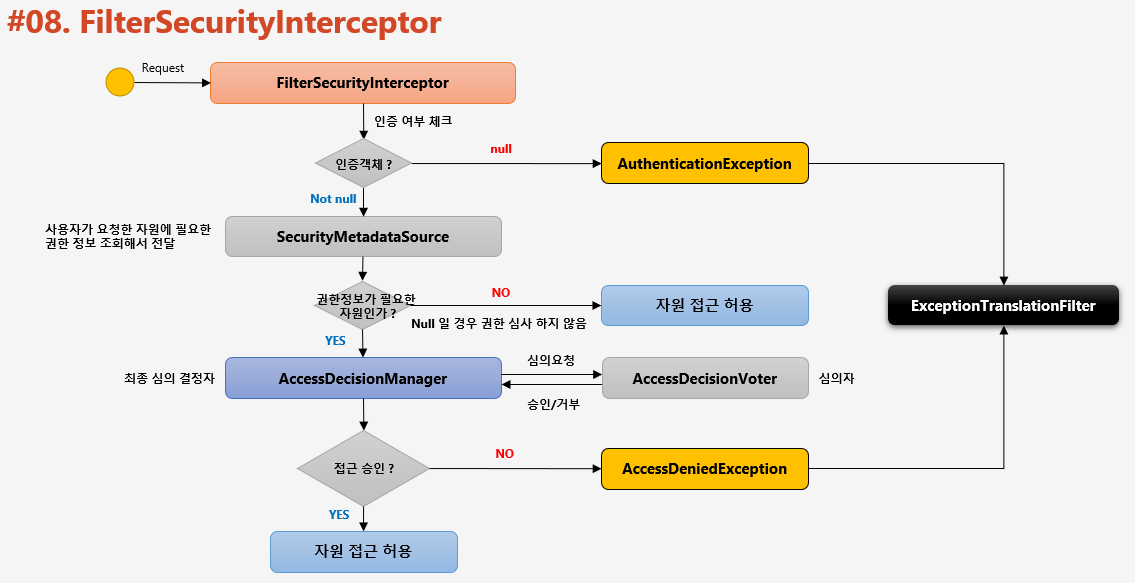 #08. FilterSecurityInterceptor
Request
FilterSecurityInterceptor
인증 여부 체크
인증객체 ?
null
AuthenticationException
Not null
사용자가 요청한 자원에 필요한
권한 정보 조회해서 전달
SecurityMetadataSource
권한정보가 필요한
자원인가 ?
NO
Null 일 경우 권한 심사 하지 않음
자원 접근 허용
ExceptionTranslationFilter
YES
최종 심의 결정자
AccessDecisionManager
심의요청
승인/거부
AccessDecisionVoter
심의자
접근 승인 ?
NO
AccessDeniedException
YES
자원 접근 허용